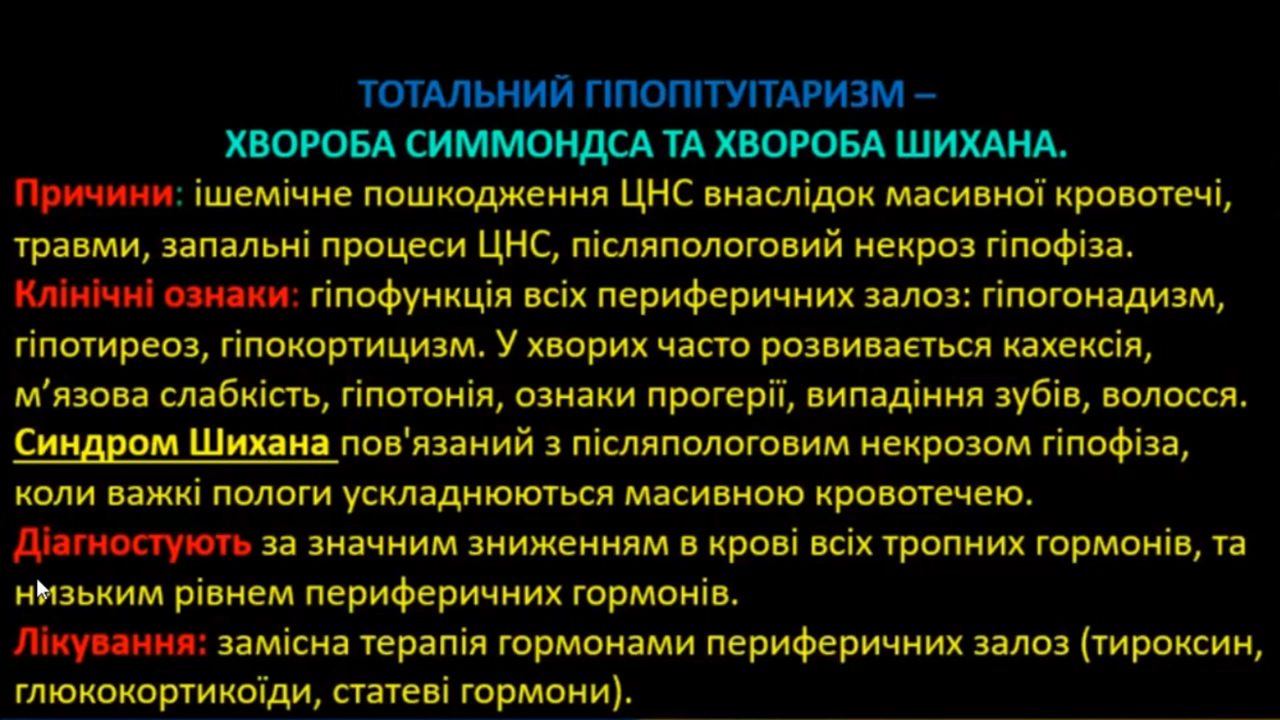 ТОТАЛЬНИЙ ГІПОПІТУІТАРИЗМ –
ХВОРОБА СИММОНДСА ТА ХВОРОБА ШИХАНА.
Причини: ішемічне пошкодження ЦНС внаслідок масивної кровотечі,
травми, запальні процеси ЦНС, післяпологовий некроз гіпофіза.
Клінічні ознаки: гіпофункція всіх периферичних залоз: гіпогонадизм,
гіпотиреоз, гіпокортицизм. У хворих часто розвивається кахексія,
м’язова слабкість, гіпотонія, ознаки прогерії, випадіння зубів, волосся.
Синдром Шихана пов'язаний з післяпологовим некрозом гіпофіза,
коли важкі пологи ускладнюються масивною кровотечею.
Діагностують за значним зниженням в крові всіх тропних гормонів, та
низьким рівнем периферичних гормонів.
Лікування: замісна терапія гормонами периферичних залоз (тироксин,
глюкокортикоїди, статеві гормони).